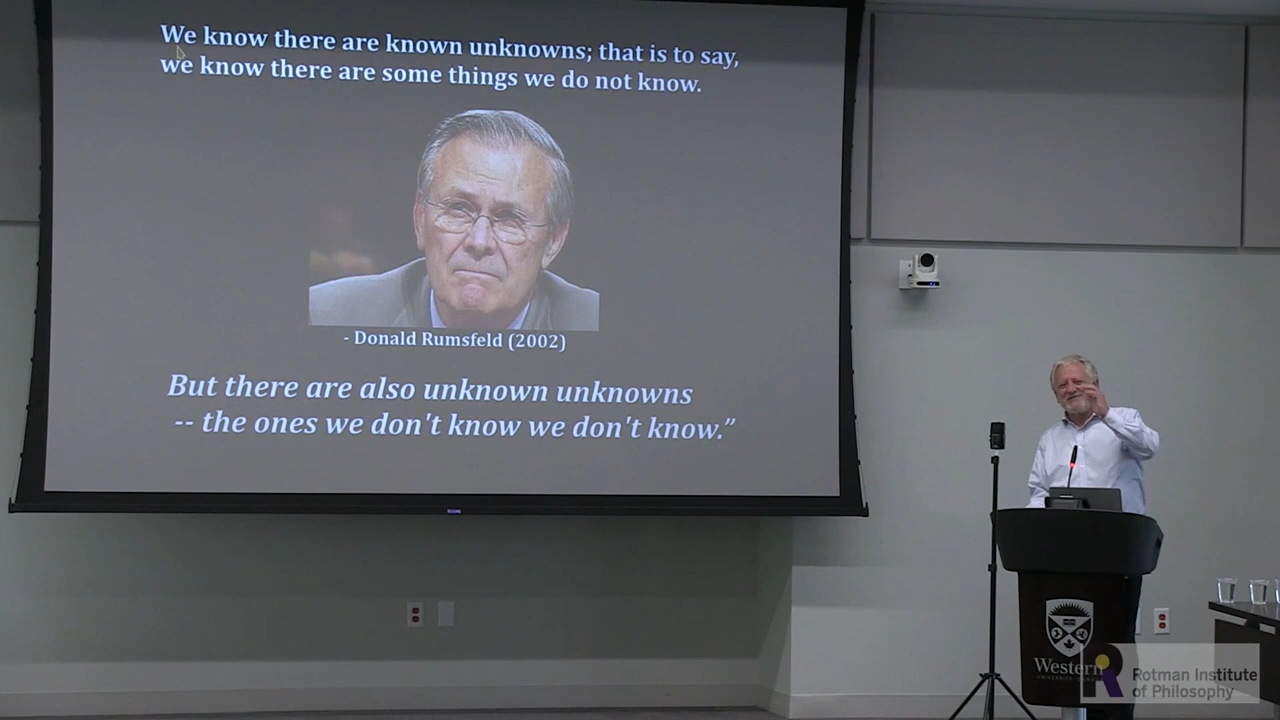 We know there are known unknowns; that is to say,
we know there are some things we do not know.
- Donald Rumsfeld (2002)
But there are also unknown unknowns
-- the ones we don't know we don't know.”
Western
Rotman Institute
of Philosophy